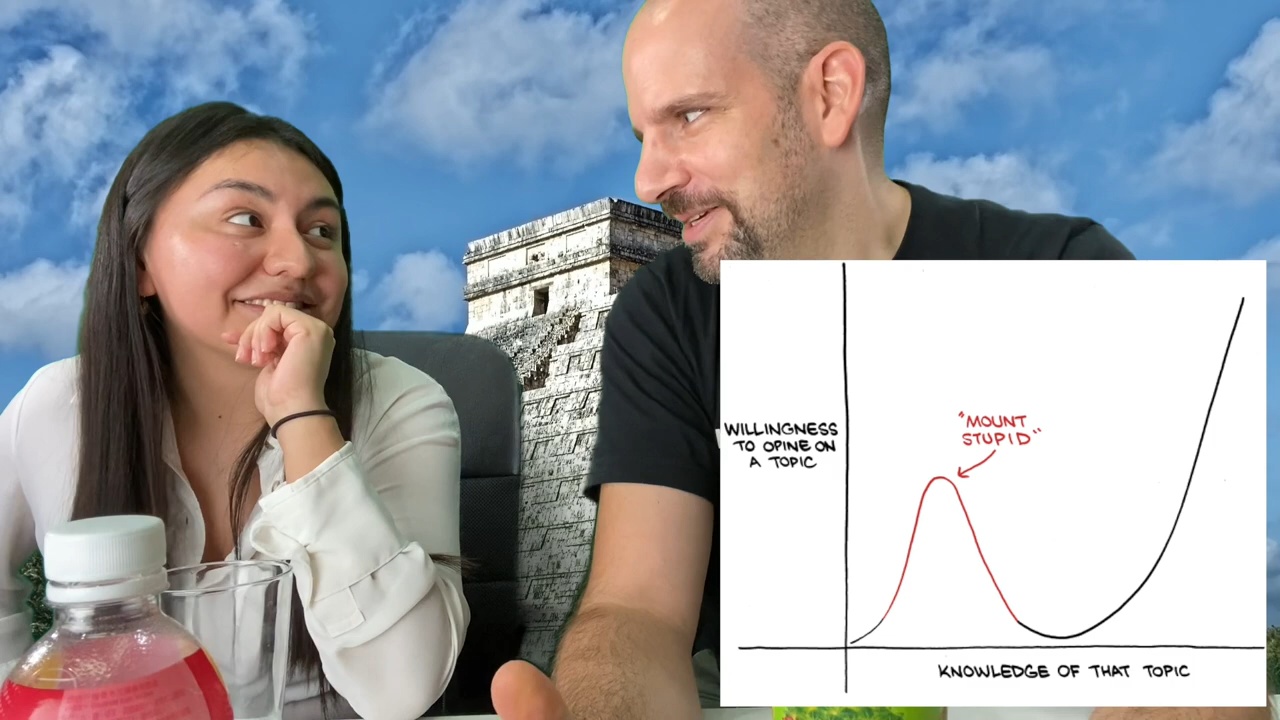 "MOUNT
STUPID"
WILLINGNESS
TO OPINE ON
A TOPIC
KNOWLEDGE OF THAT TOPIC